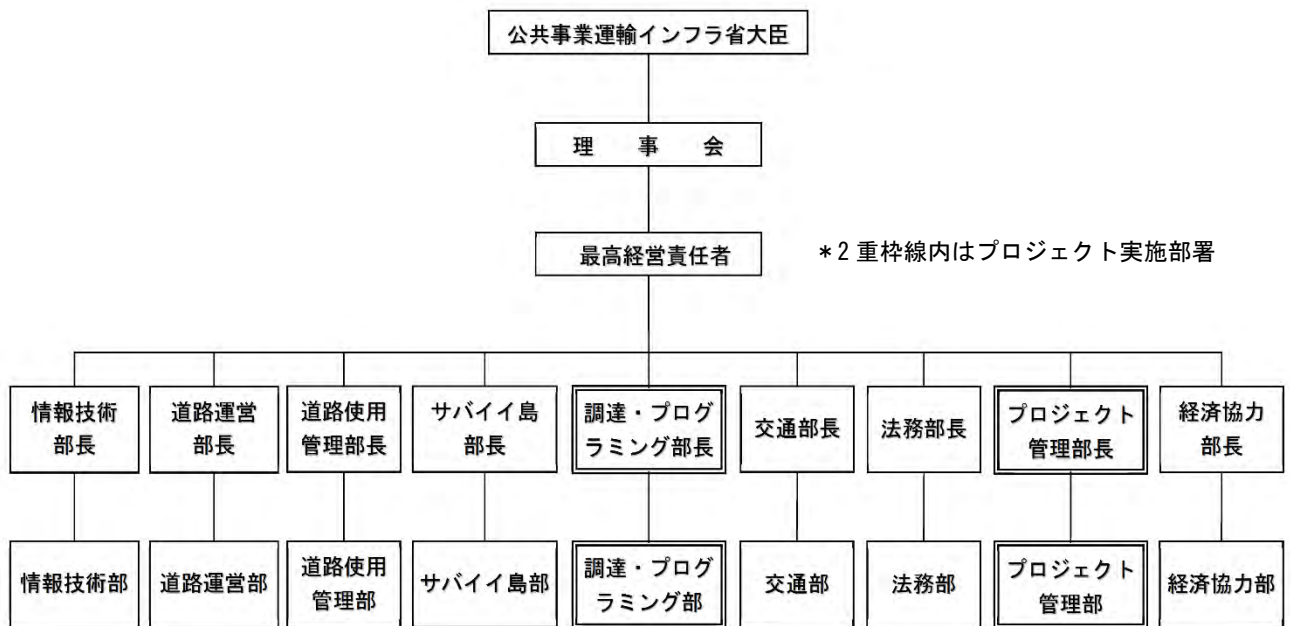 公共事業運輸インフラ省大臣
理 事 会
最高経営責任者
*2 重枠線内はプロジェクト実施部署
情報技術
部長
道路運営
部長
道路使用
管理部長
サバイイ島
部長
調達・プログ
ラミング部長
交通部長
法務部長
プロジェクト
管理部長
経済協力
部長
情報技術部
道路運営部
道路使用
管理部
サバイイ島部
調達・プログ
ラミング部
交通部
法務部
プロジェクト
管理部
経済協力部